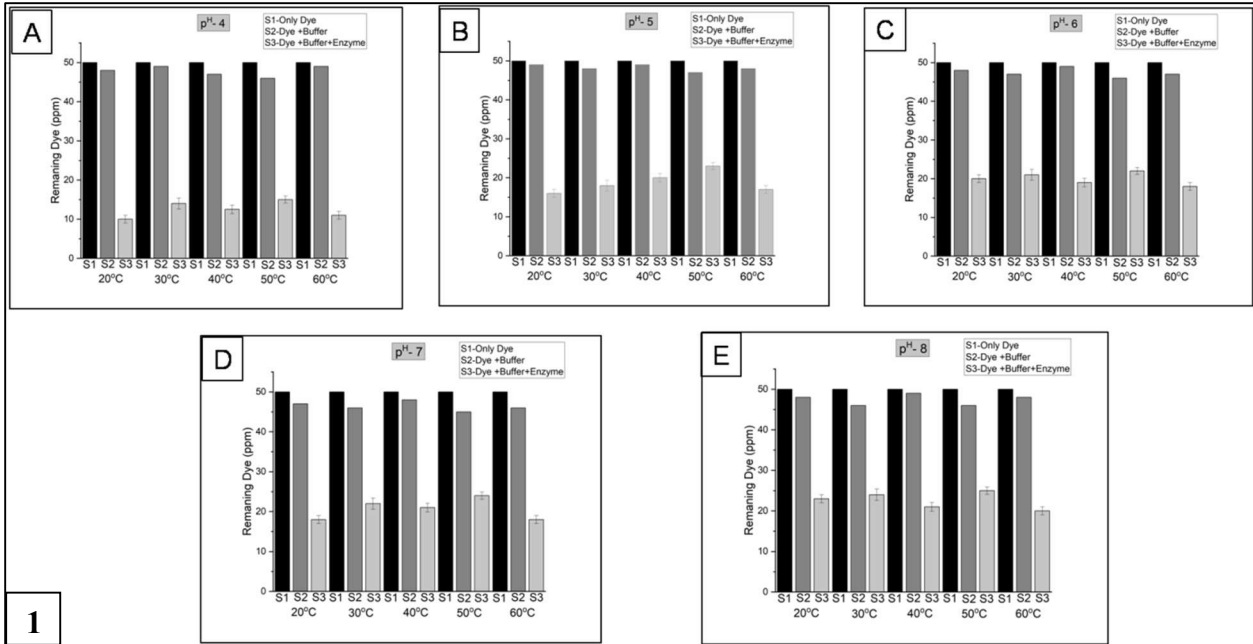 A
pᴴ- 4
S1-Only Dye
S2-Dye +Buffer
S3-Dye +Buffer+Enzyme
Remaning Dye (ppm)
50
40
30
20
10
0
S1 S2 S3 S1 S2 S3 S1 S2 S3 S1 S2 S3 S1 S2 S3
20°C 30°C 40°C 50°C 60°C
B
pᴴ- 5
S1-Only Dye
S2-Dye +Buffer
S3-Dye +Buffer+Enzyme
Remaning Dye (ppm)
50
40
30
20
10
0
S1 S2 S3 S1 S2 S3 S1 S2 S3 S1 S2 S3 S1 S2 S3
20°C 30°C 40°C 50°C 60°C
C
pᴴ- 6
S1-Only Dye
S2-Dye +Buffer
S3-Dye +Buffer+Enzyme
Remaning Dye (ppm)
50
40
30
20
10
0
S1 S2 S3 S1 S2 S3 S1 S2 S3 S1 S2 S3 S1 S2 S3
20°C 30°C 40°C 50°C 60°C
D
pᴴ- 7
S1-Only Dye
S2-Dye +Buffer
S3-Dye +Buffer+Enzyme
Remaning Dye (ppm)
50
40
30
20
10
0
S1 S2 S3 S1 S2 S3 S1 S2 S3 S1 S2 S3 S1 S2 S3
20°C 30°C 40°C 50°C 60°C
E
pᴴ- 8
S1-Only Dye
S2-Dye +Buffer
S3-Dye +Buffer+Enzyme
Remaning Dye (ppm)
50
40
30
20
10
0
S1 S2 S3 S1 S2 S3 S1 S2 S3 S1 S2 S3 S1 S2 S3
20°C 30°C 40°C 50°C 60°C
1